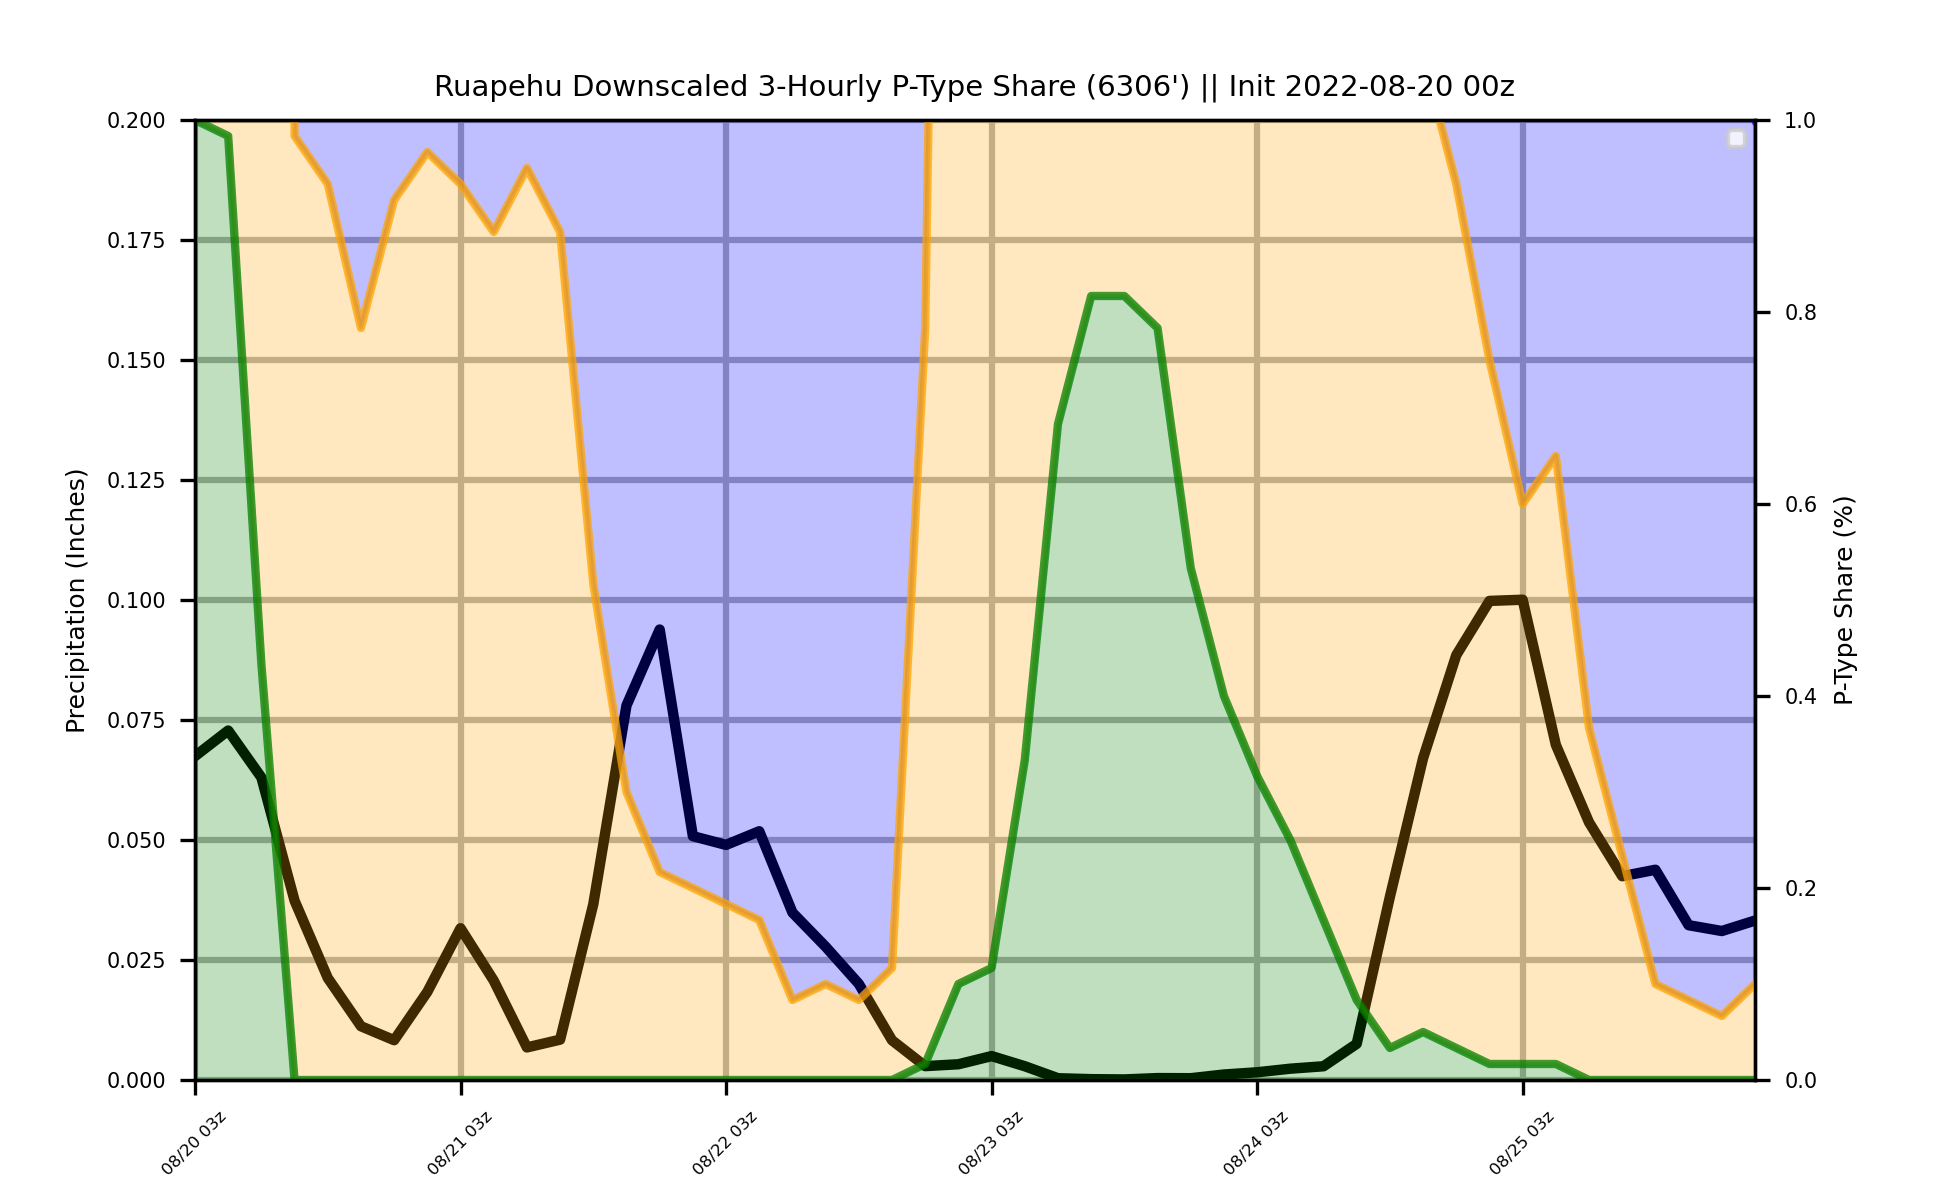 Ruapehu Downscaled 3-Hourly P-Type Share (6306') || Init 2022-08-20 00z
Precipitation (Inches)
0.200
0.175
0.150
0.125
0.100
0.075
0.050
0.025
0.000
1.0
0.8
0.6
0.4
0.2
0.0
P-Type Share (%)
08/20 03z
08/21 03z
08/22 03z
08/23 03z
08/24 03z
08/25 03z